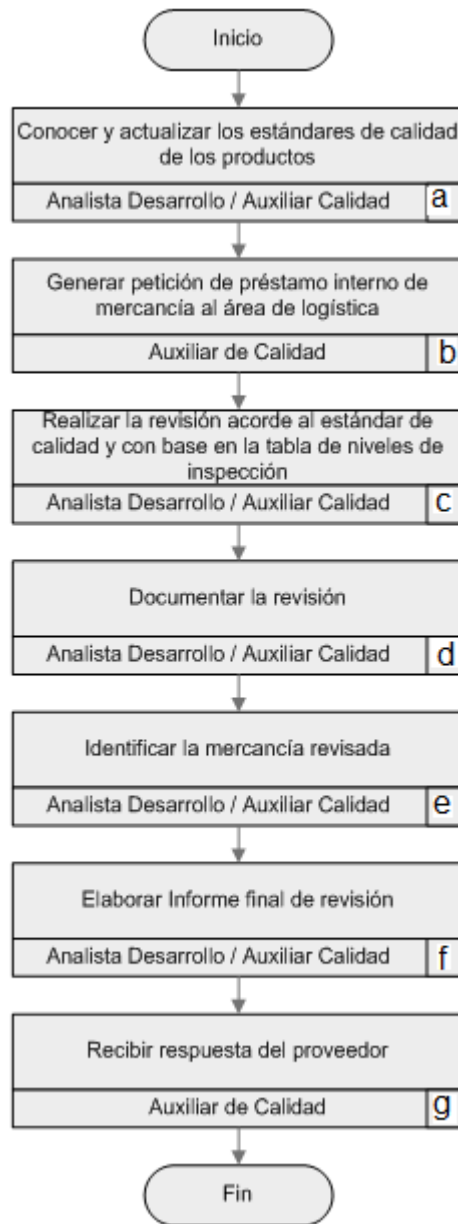 Inicio
Conocer y actualizar los estándares de calidad
de los productos
Analista Desarrollo / Auxiliar Calidad
a
Generar petición de préstamo interno de
mercancía al área de logística
Auxiliar de Calidad
b
Realizar la revisión acorde al estándar de
calidad y con base en la tabla de niveles de
inspección
Analista Desarrollo / Auxiliar Calidad
c
Documentar la revisión
Analista Desarrollo / Auxiliar Calidad
d
Identificar la mercancía revisada
Analista Desarrollo / Auxiliar Calidad
e
Elaborar Informe final de revisión
Analista Desarrollo / Auxiliar Calidad
f
Recibir respuesta del proveedor
Auxiliar de Calidad
g
Fin